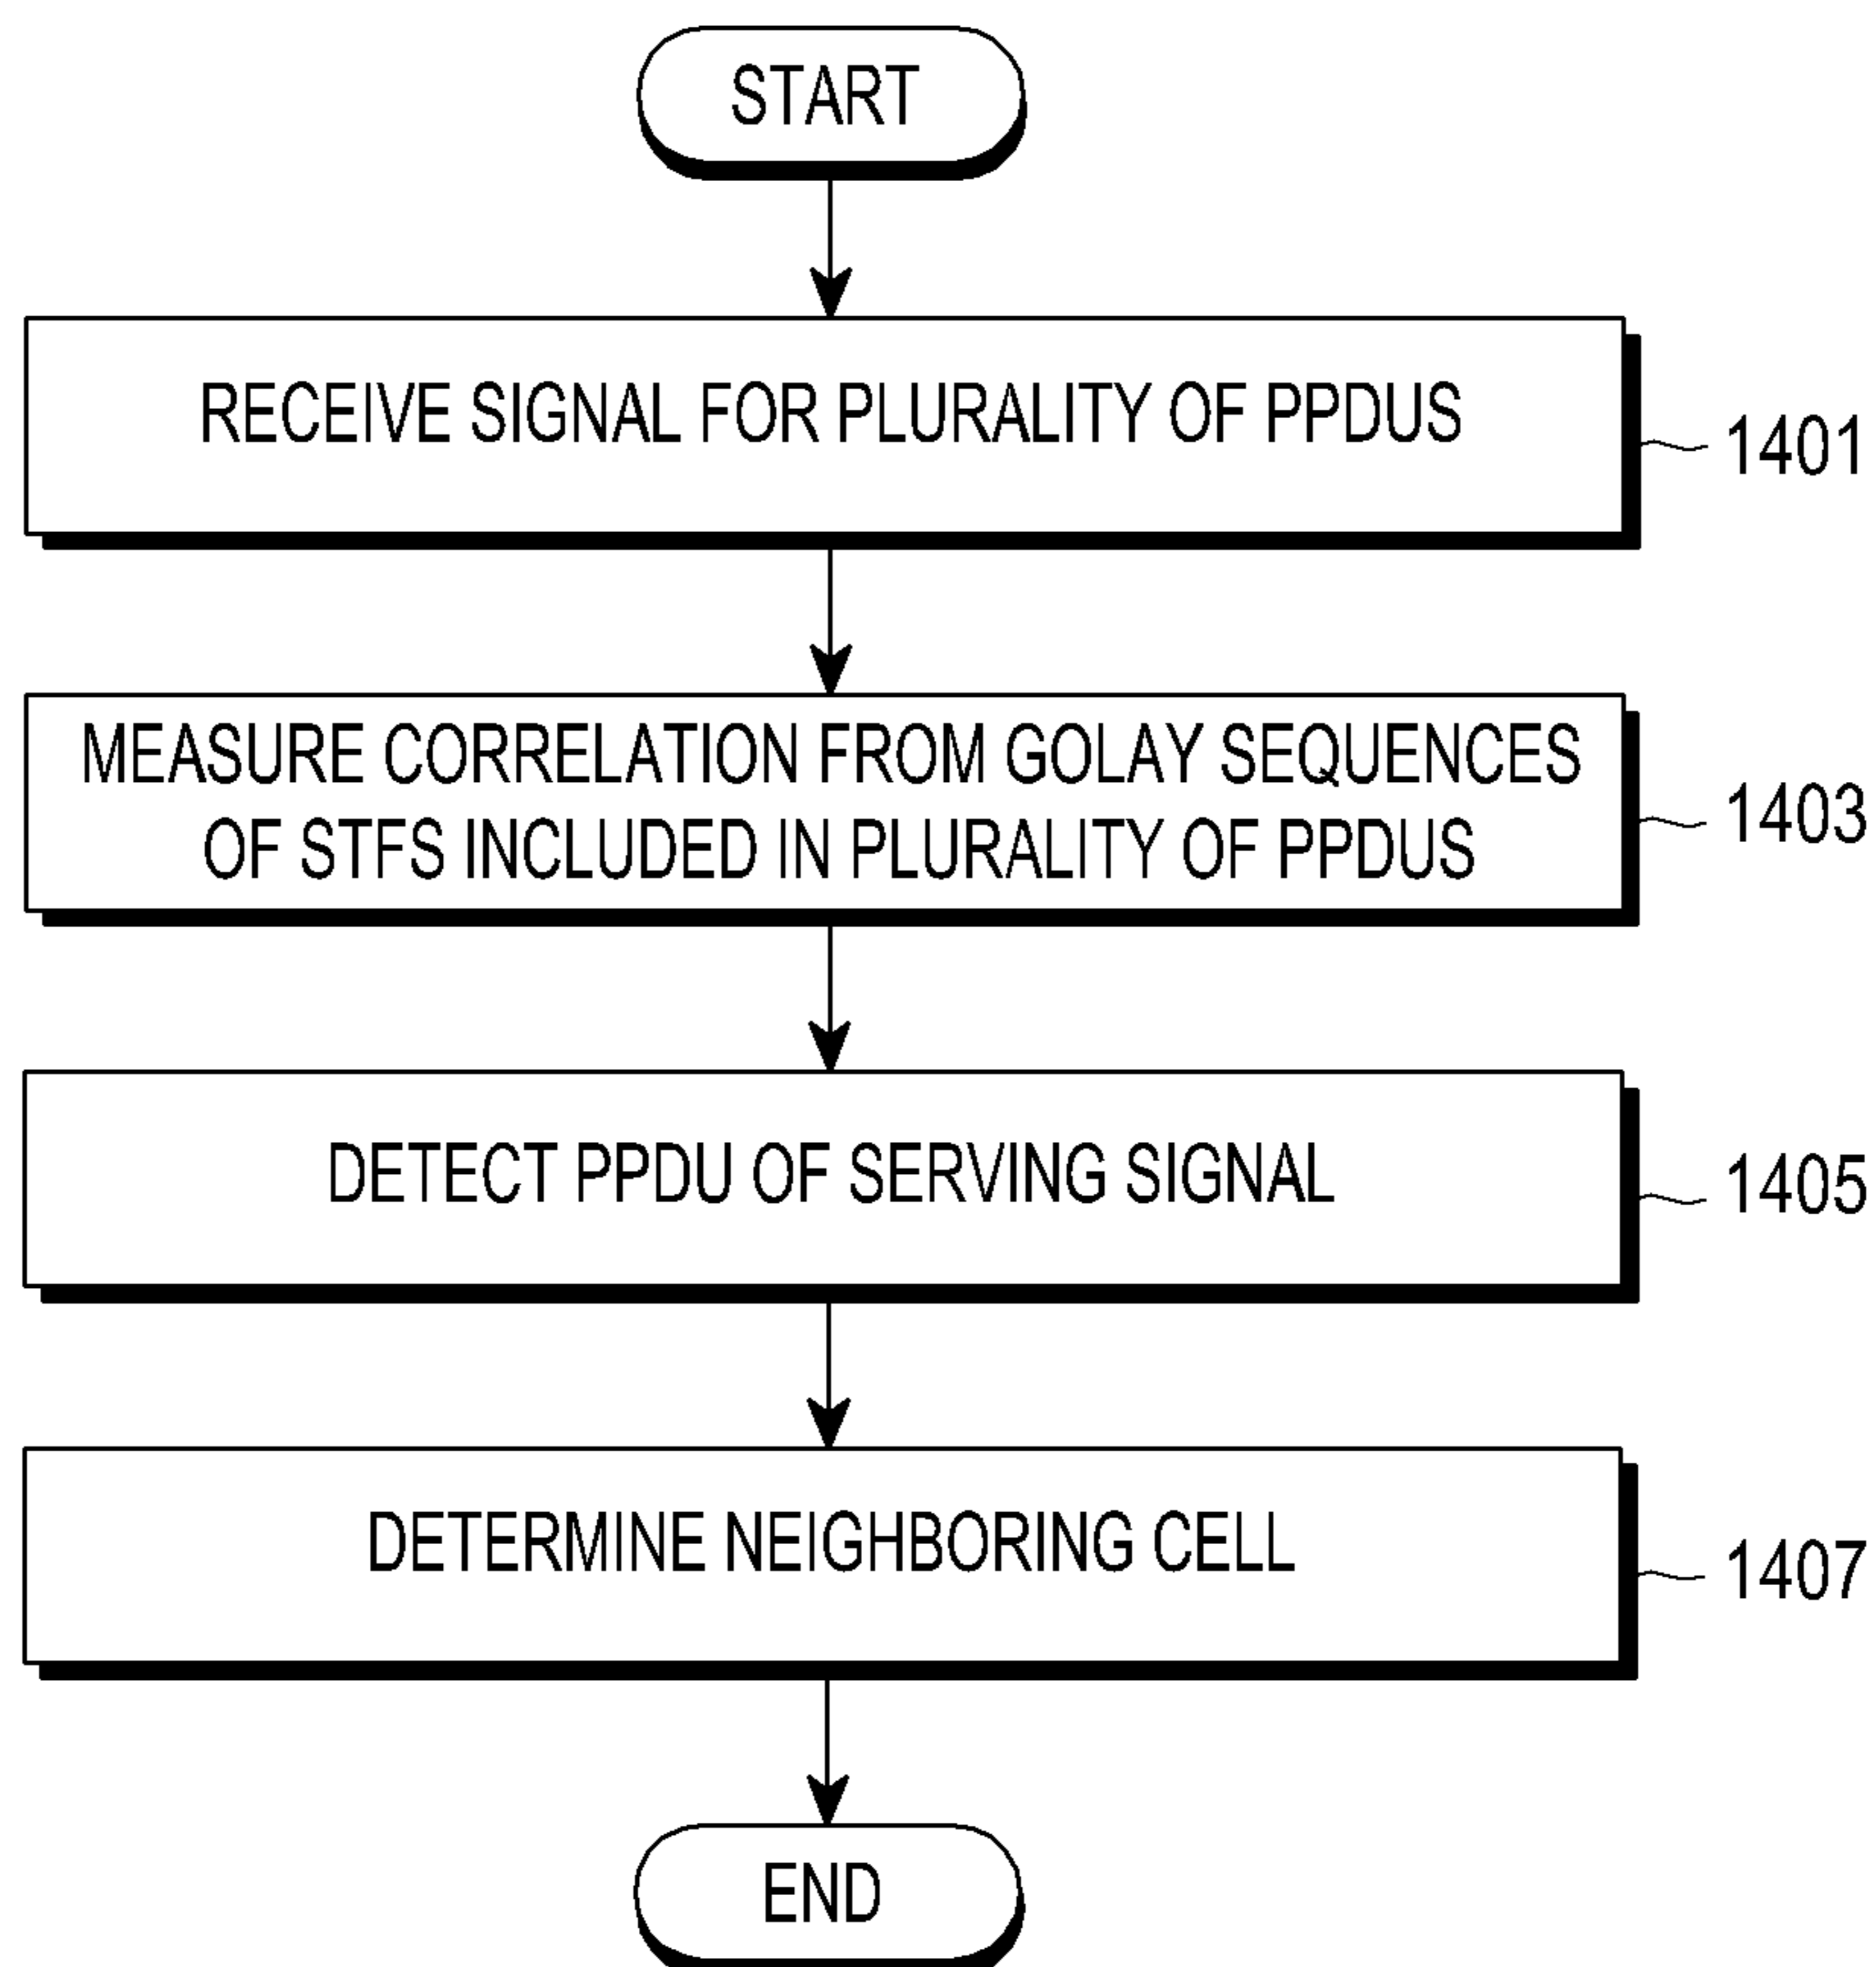 START
RECEIVE SIGNAL FOR PLURALITY OF PPDUS
1401
MEASURE CORRELATION FROM GOLAY SEQUENCES
OF STFS INCLUDED IN PLURALITY OF PPDUS
1403
DETECT PPDU OF SERVING SIGNAL
1405
DETERMINE NEIGHBORING CELL
1407
END